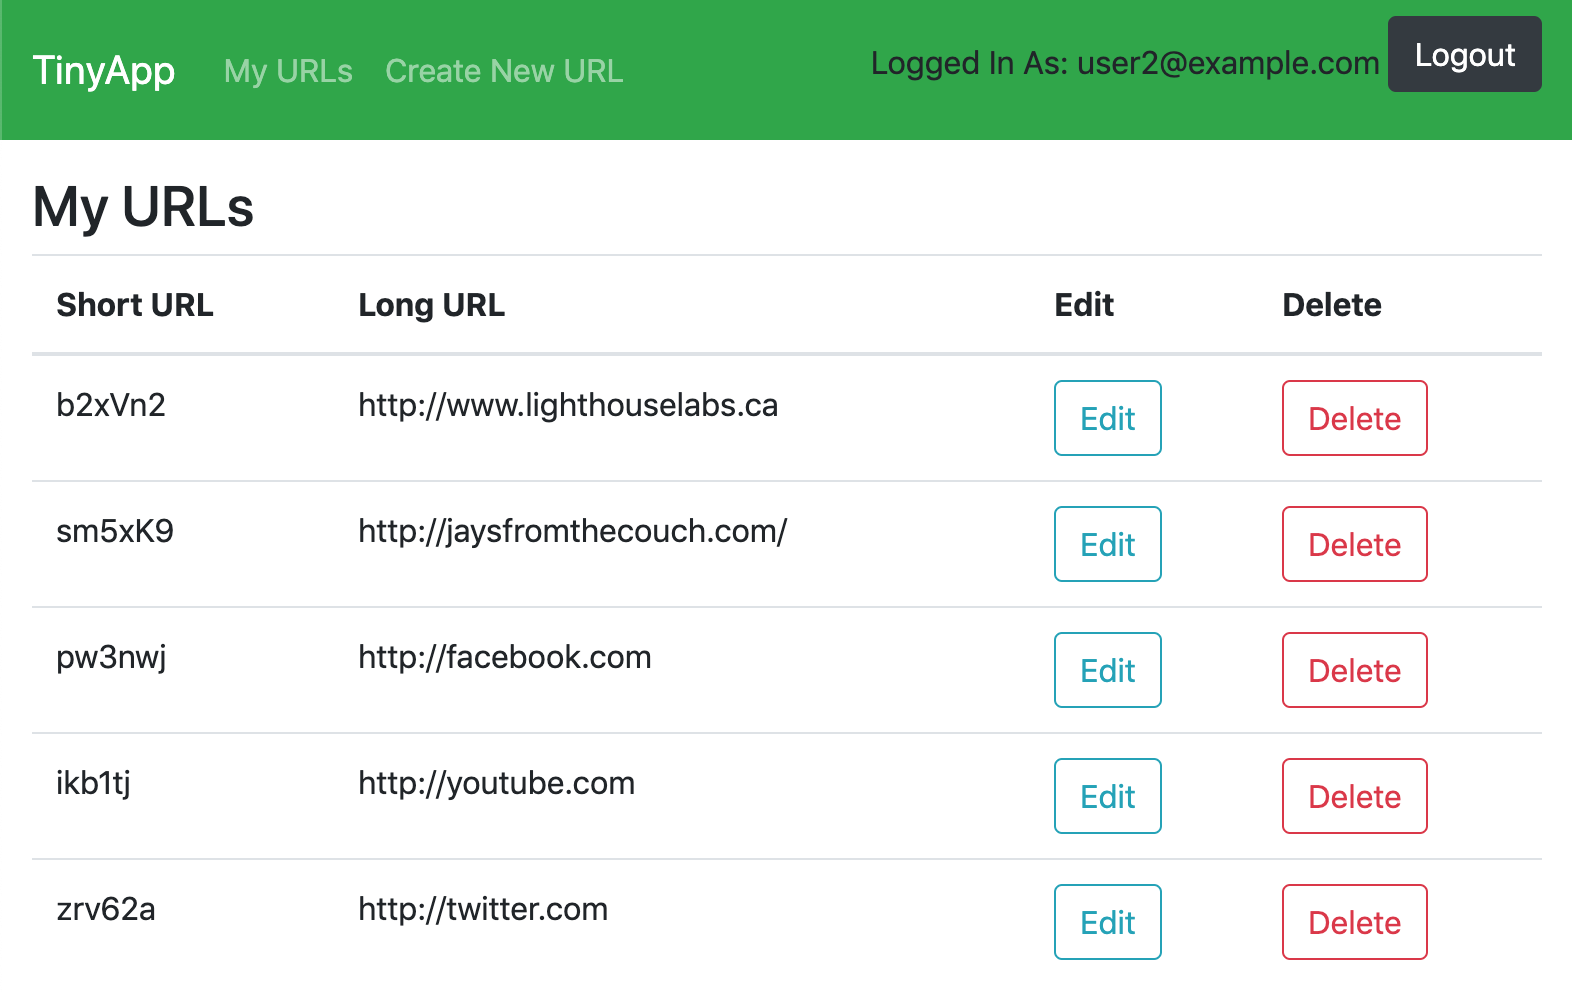 TinyApp My URLs Create New URL Logged In As: user2@example.com Logout
My URLs
Short URL Long URL Edit Delete
b2xVn2 http://www.lighthouselabs.ca Edit Delete
sm5xK9 http://jaysfromthecouch.com/ Edit Delete
pw3nwj http://facebook.com Edit Delete
ikb1tj http://youtube.com Edit Delete
zrv62a http://twitter.com Edit Delete